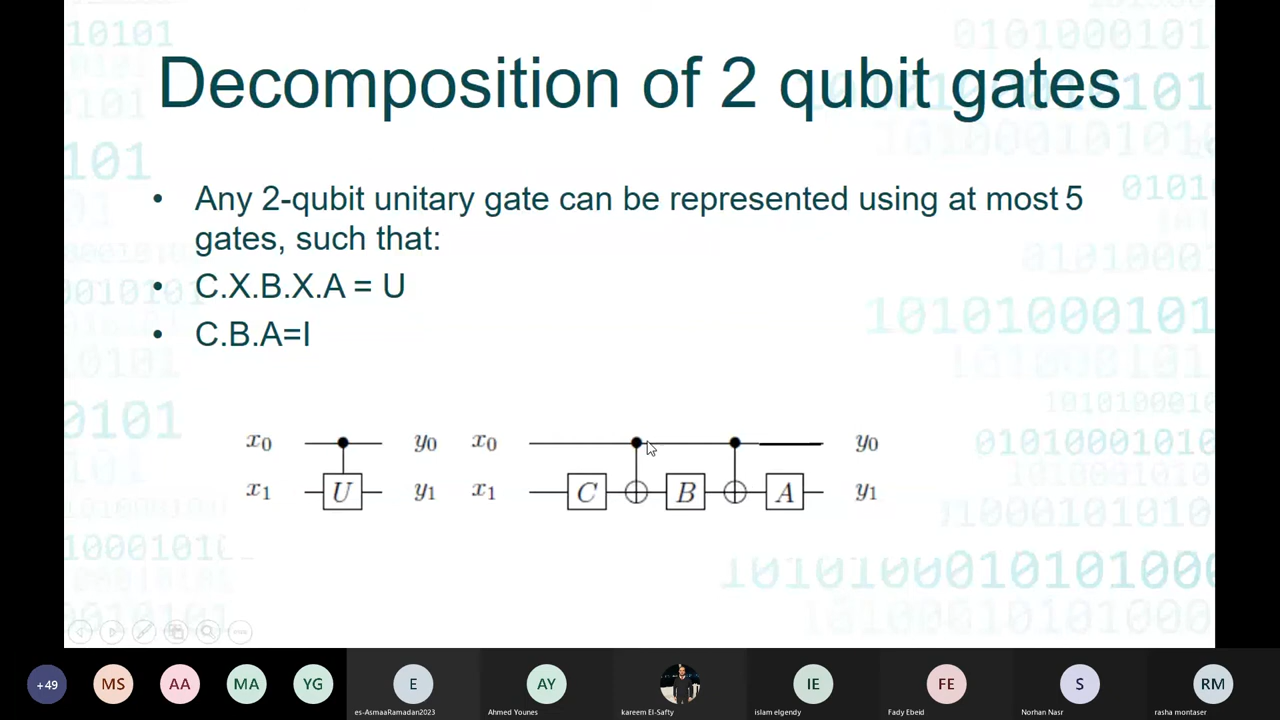 Decomposition of 2 qubit gates
• Any 2-qubit unitary gate can be represented using at most 5
gates, such that:
• C.X.B.X.A = U
• C.B.A=I
x0 y0 x0 y0
x1 U y1 x1 C B A y1
+49 MS AA MA YG E AY IE FE S RM
es-AsmaaRamadan2023 Ahmed Younes kareem El-Safty islam elgendy Fady Ebeid Norhan Nasr rasha montaser